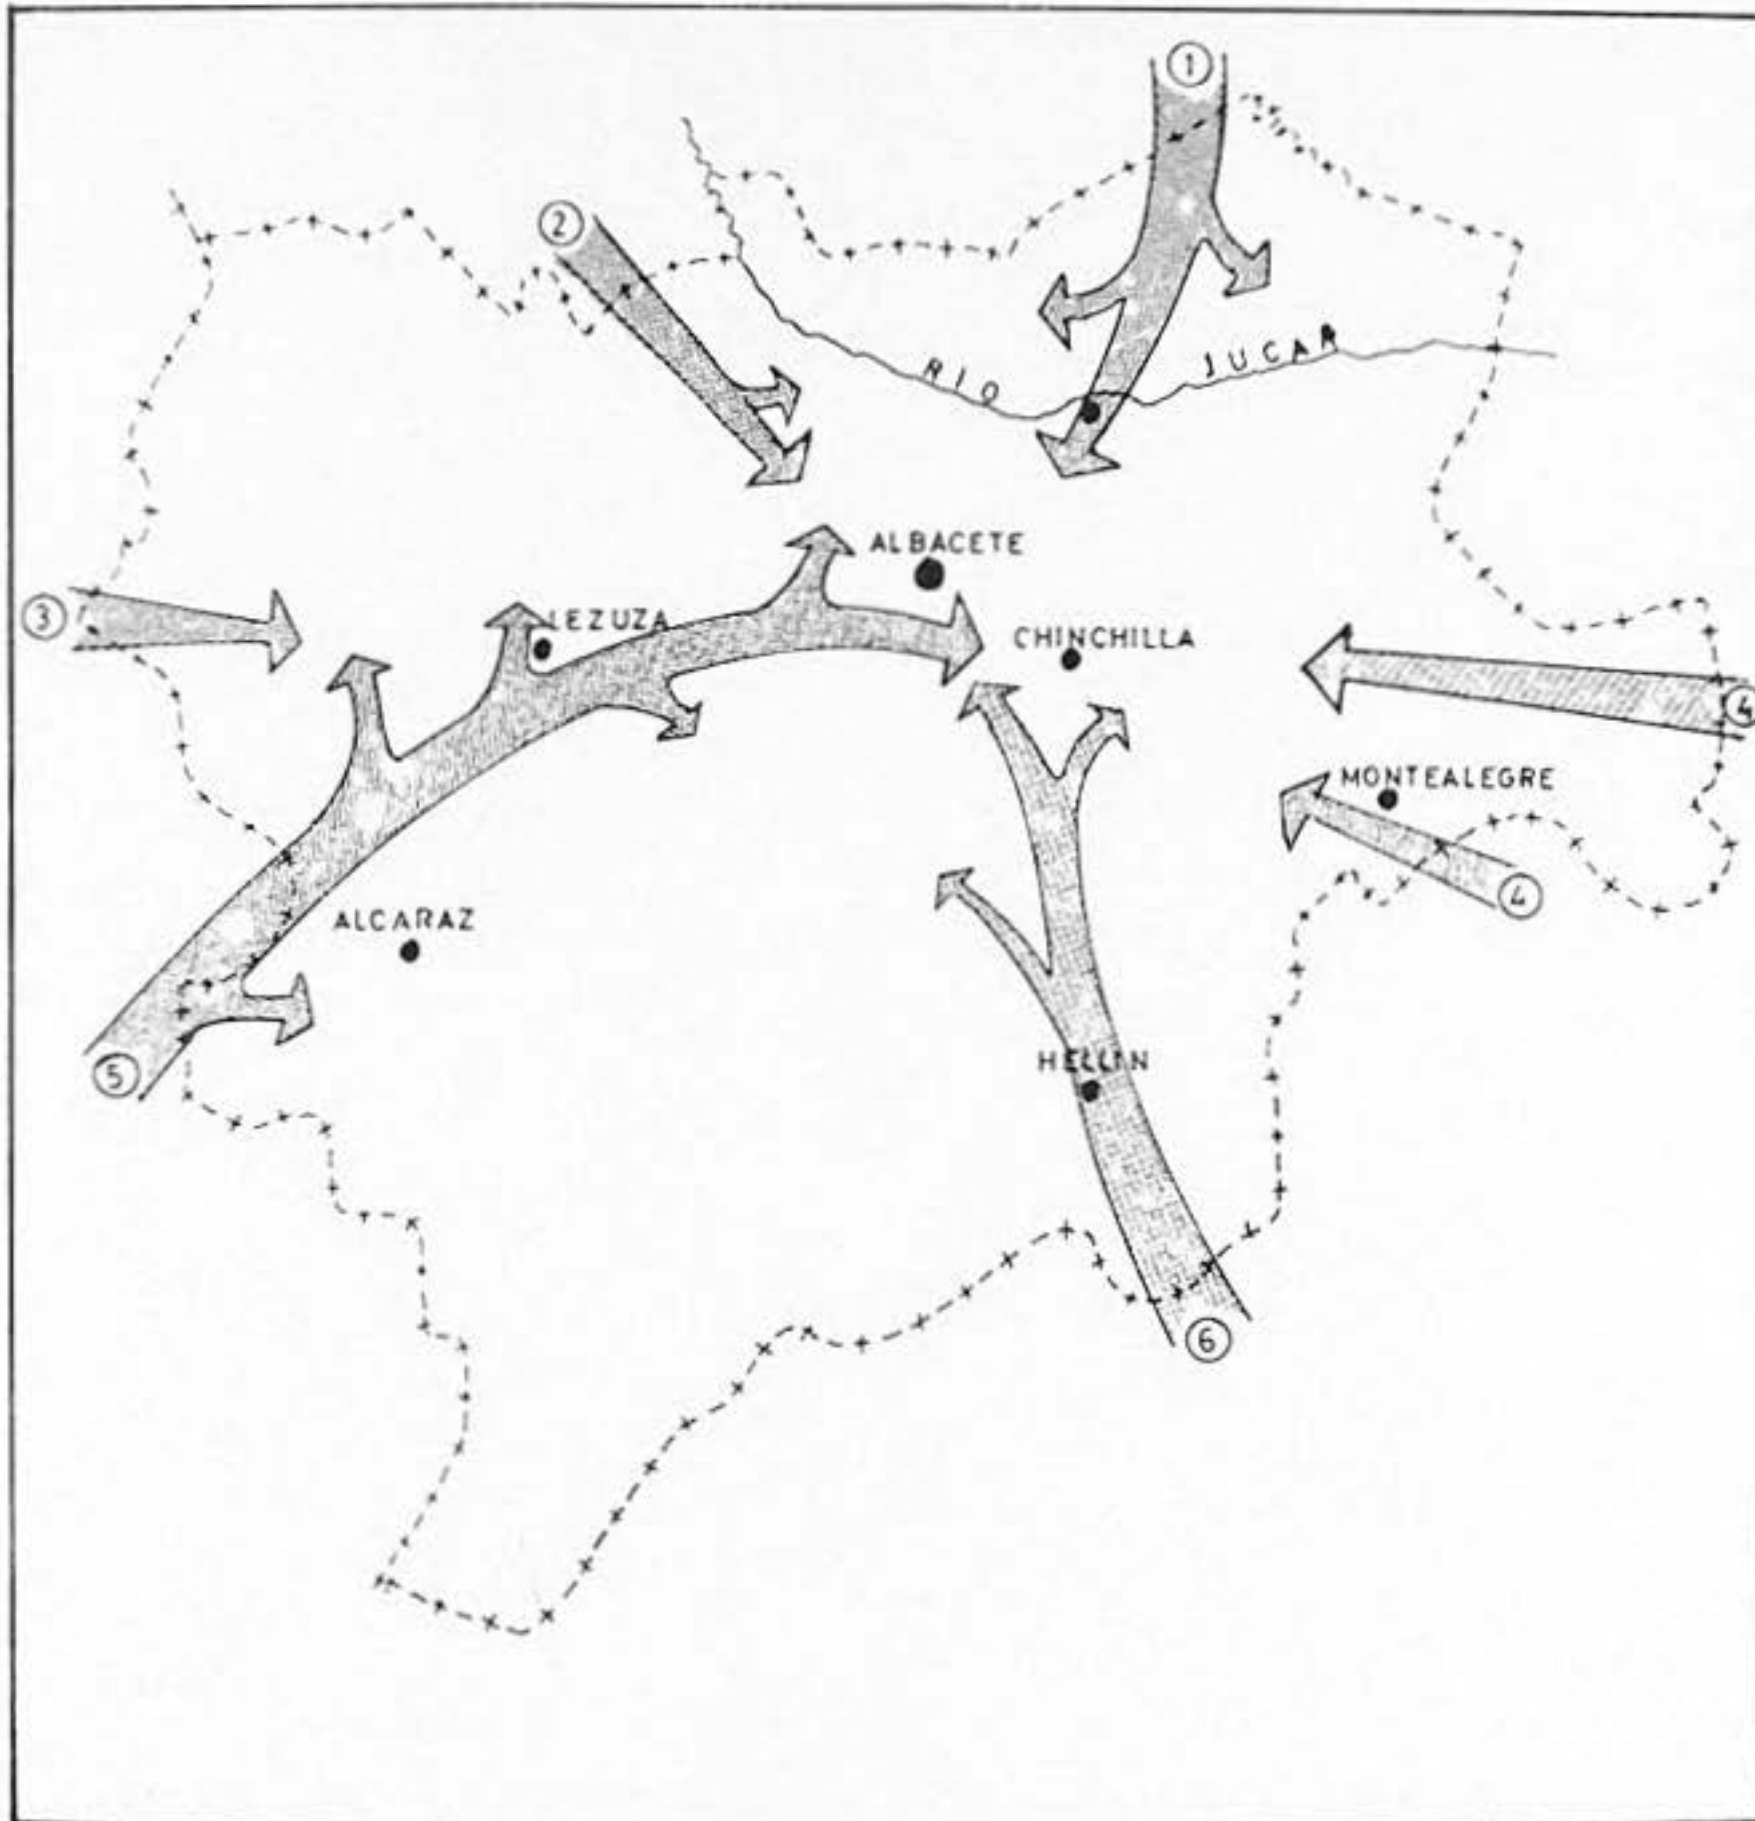 1
2
RIO JUCAR
ALBACETE
3
LEZUZA
CHINCHILLA
4
MONTEALEGRE
4
ALCARAZ
HELLIN
5
6